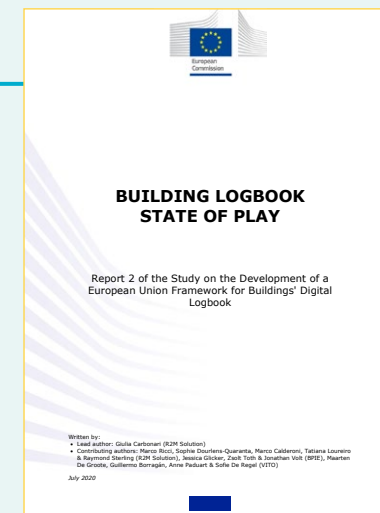 European
Commission
BUILDING LOGBOOK
STATE OF PLAY
Report 2 of the Study on the Development of a
European Union Framework for Buildings' Digital
Logbook
Written by:
• Lead author: Giulia Carbonari (R2M Solution)
• Contributing authors: Marco Ricci, Sophie Dourlens-Quaranta, Marco Calderoni, Tatiana Loureiro
& Raymond Sterling (R2M Solution), Jessica Glicker, Zsolt Toth & Jonathan Volt (BPIE), Maarten
De Groote, Guillermo Borragán, Anne Paduart & Sofie De Regel (VITO)
July 2020